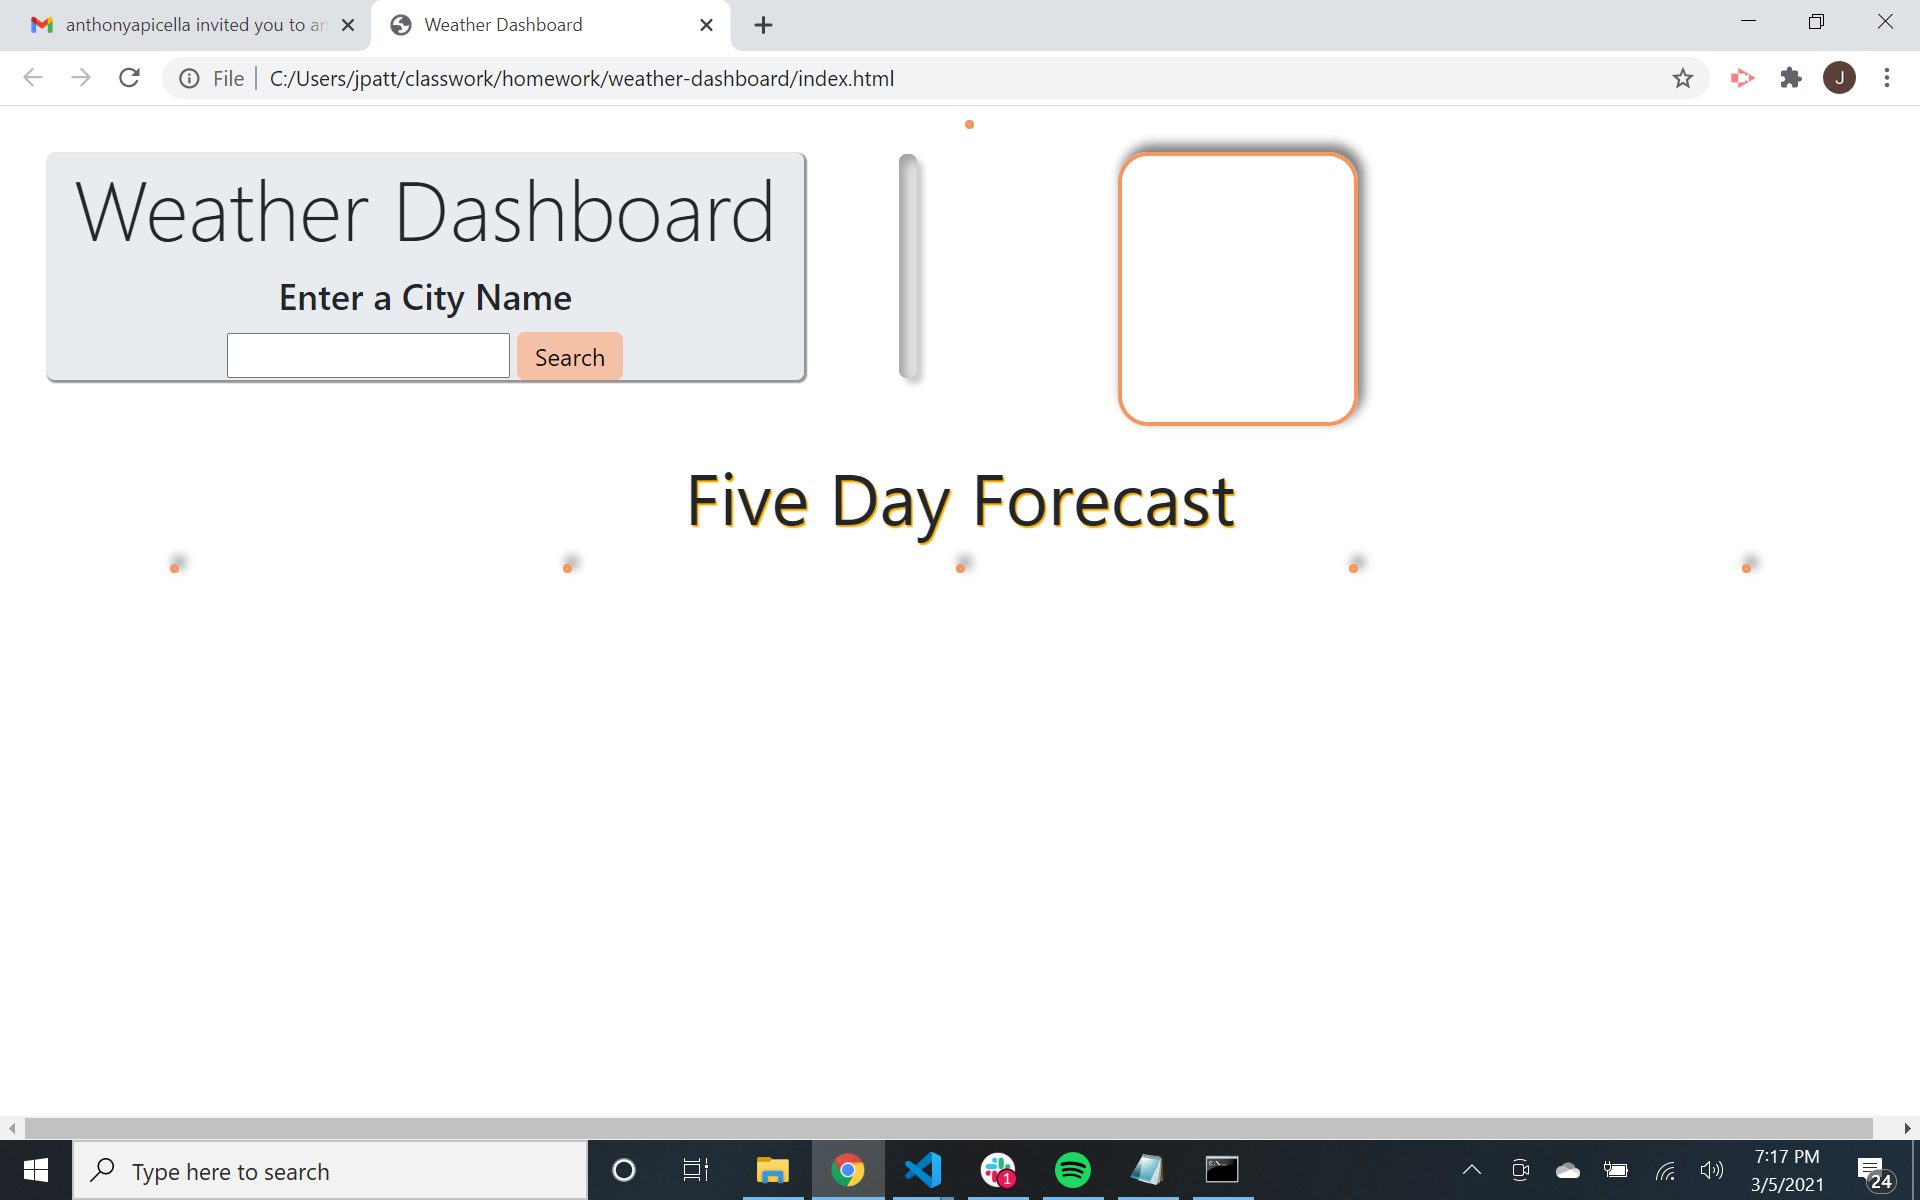 anthonyapicella invited you to an
Weather Dashboard
File
C:/Users/jpatt/classwork/homework/weather-dashboard/index.html
J
Weather Dashboard
Enter a City Name
Search
Five Day Forecast
Type here to search
1
7:17 PM
3/5/2021
24